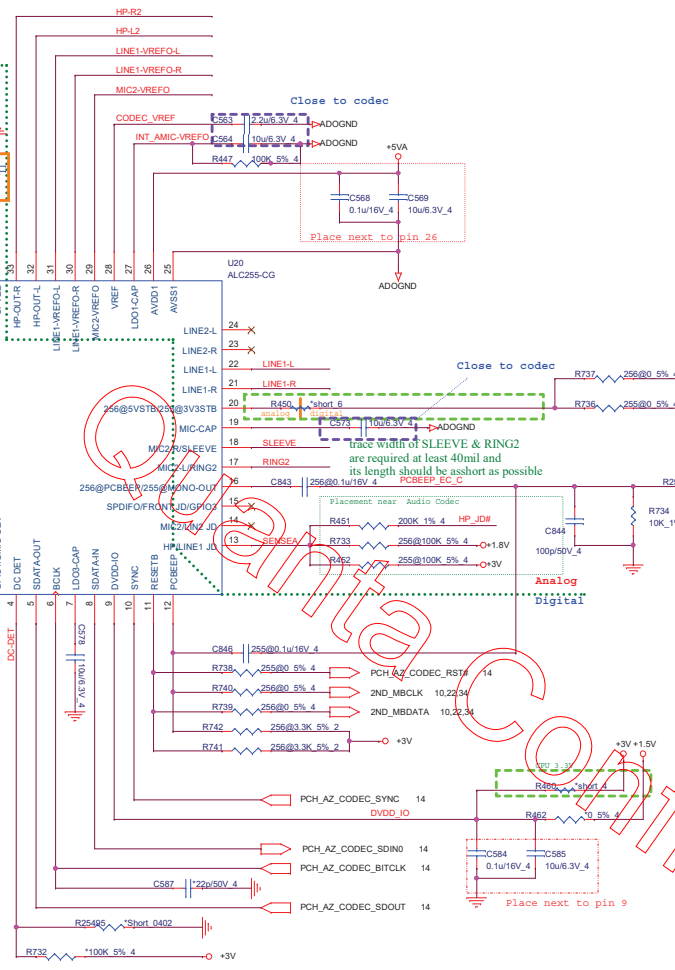 HP-R2
HP-L2
LINE1-VREFO-L
LINE1-VREFO-R
MIC2-VREFO
Close to codec
CODEC_VREF C563 2.2u/6.3V_4 ADOGND
INT_AMIC-VREFO C564 10u/6.3V_4 ADOGND
R447 100K_5%_4
+5VA
C568 C569
0.1u/16V_4 10u/6.3V_4
Place next to pin 26
ADOGND
33 32 31 30 29 28 27 26 25
HP-OUT-R
HP-OUT-L
LINE1-VREFO-L
LINE1-VREFO-R
MIC2-VREFO
VREF
LDO1-CAP
AVDD1
AVSS1
U20
ALC255-CG
LINE2-L 24
LINE2-R 23
LINE1-L 22 LINE1-L
LINE1-R 21 LINE1-R
Close to codec
R737 256@0_5%_4
R736 255@0_5%_4
256@5VSTB/255@3V3STB 20 R450 *short_6
analog digital
MIC-CAP 19 C573 10u/6.3V_4 ADOGND
MIC2-R/SLEEVE 18 SLEEVE
MIC2-L/RING2 17 RING2
trace width of SLEEVE & RING2
are required at least 40mil and
its length should be asshort as possible
256@PCBEEP/255@MONO-OUT 16 C843 256@0.1u/16V_4 PCBEEP_EC_C
SPDIFO/FRONT JD/GPIO3 15
MIC2/LIN2 JD 14
HP/LINE1 JD 13 SENSEA
Placement near Audio Codec
R451 200K_1%_4 HP_JD#
R733 256@100K_5%_4 +1.8V
R452 255@100K_5%_4 +3V
C844
100p/50V_4
R734
Analog
Digital
DC DET
SDATA-OUT
BCLK
LDO3-CAP
SDATA-IN
DVDD-IO
SYNC
RESETB
PCBEEP
4 5 6 7 8 9 10 11 12
DC-DET
C578
10u/6.3V_4
C846 255@0.1u/16V_4
R738 255@0_5%_4 PCH_AZ_CODEC_RST# 14
R740 256@0_5%_4 2ND_MBCLK 10,22,34
R739 256@0_5%_4 2ND_MBDATA 10,22,34
R742 256@3.3K_5%_2
+3V
R741 256@3.3K_5%_2
+3V +1.5V
CPU 3.3V
R460 *short_4
PCH_AZ_CODEC_SYNC 14
DVDD_IO R462 *0_5%_4
PCH_AZ_CODEC_SDIN0 14
C584 C585
0.1u/16V_4 10u/6.3V_4
PCH_AZ_CODEC_BITCLK 14
C587 *22p/50V_4
Place next to pin 9
PCH_AZ_CODEC_SDOUT 14
R25495 *Short_0402
R732 *100K_5%_4 +3V
Quanta Com